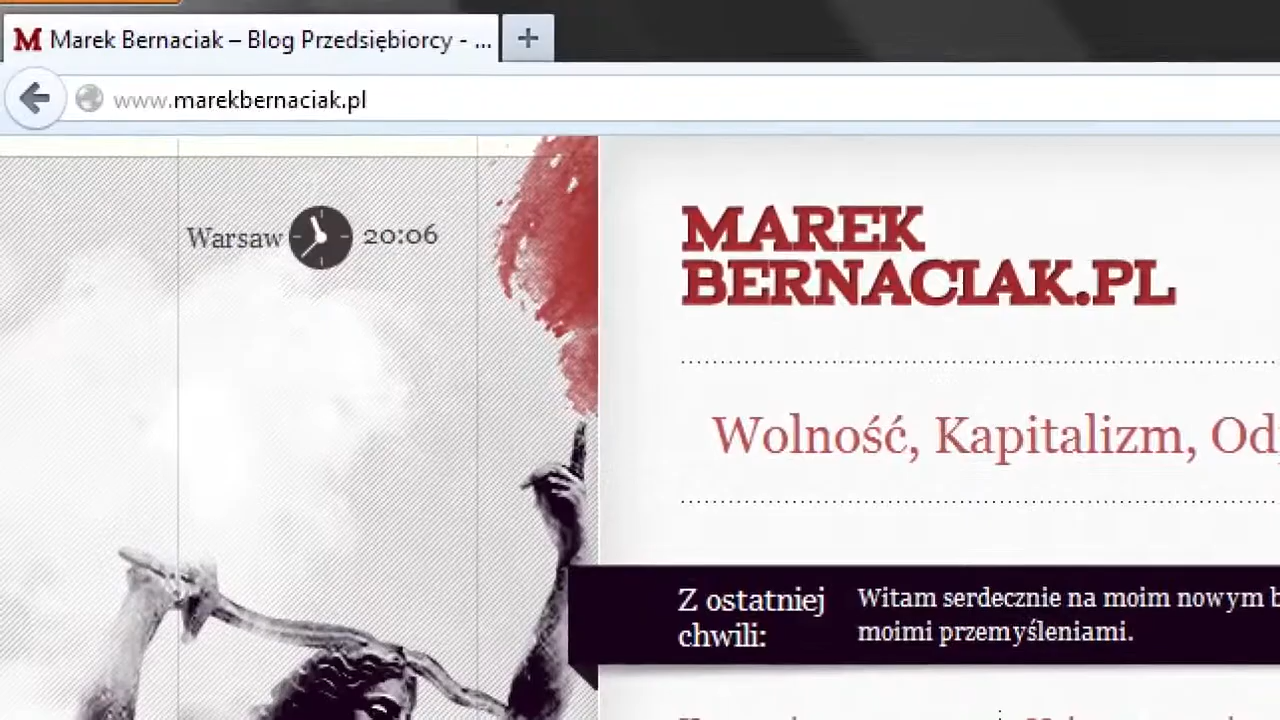 Marek Bernaciak – Blog Przedsiębiorcy - ...
www.marekbernaciak.pl
Warsaw 20:06
MAREK
BERNACIAK.PL
Wolność, Kapitalizm,
Z ostatniej
chwili:
Witam serdecznie na moim nowym
moimi przemyśleniami.